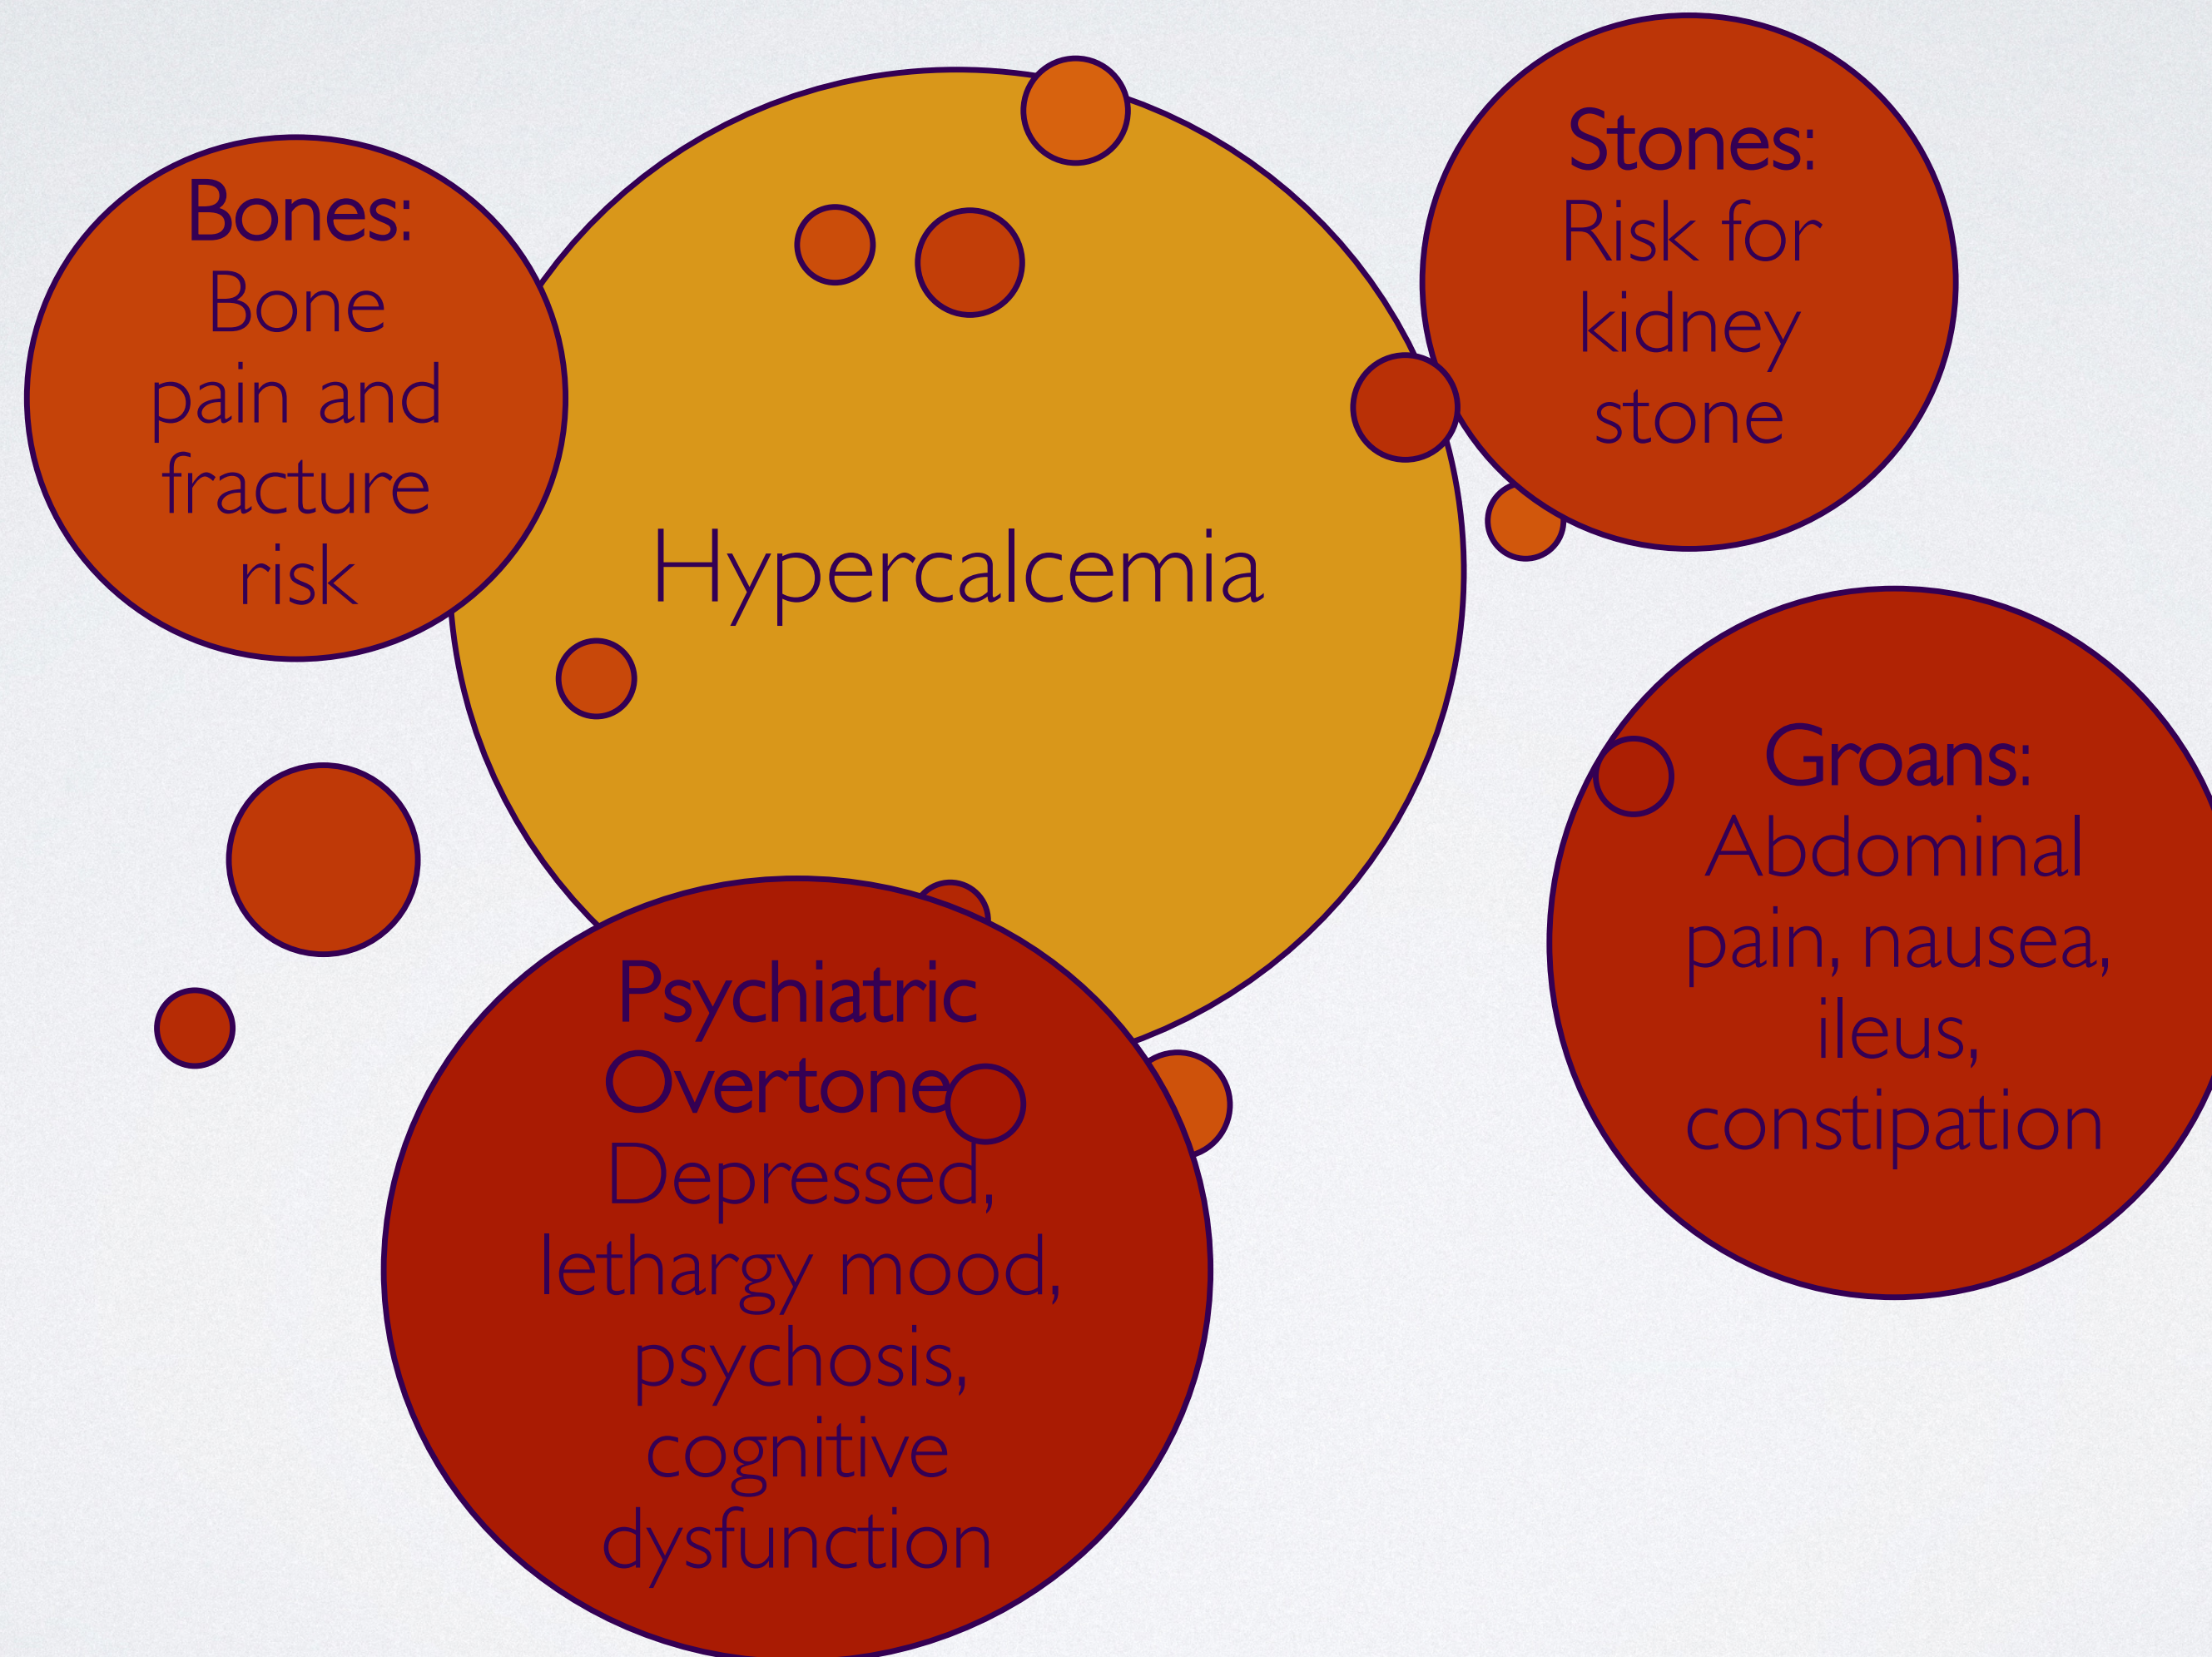 Hypercalcemia
Bones:
Bone
pain and
fracture
risk
Stones:
Risk for
kidney
stone
Groans:
Abdominal
pain, nausea,
ileus,
constipation
Psychiatric
Overtone
Depressed,
lethargy mood,
psychosis,
cognitive
dysfunction